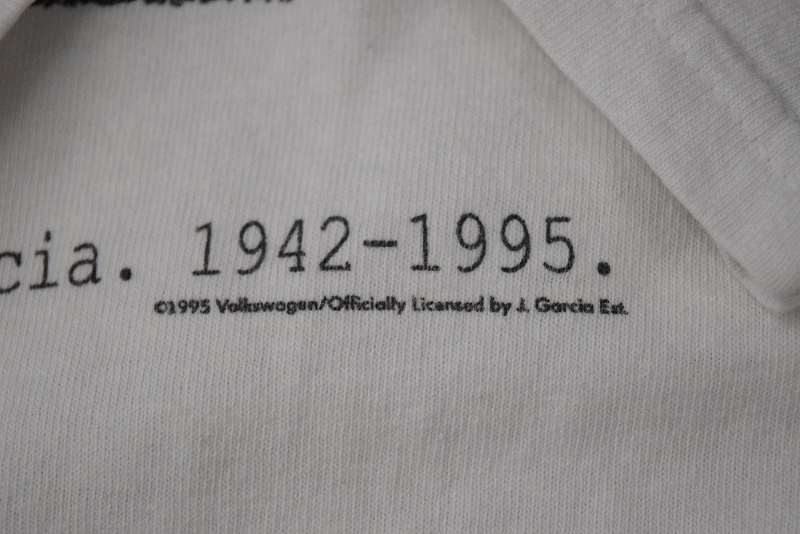 cia. 1942-1995.
©1995 Volkswagen/Officially Licensed by J. Garcia Est.